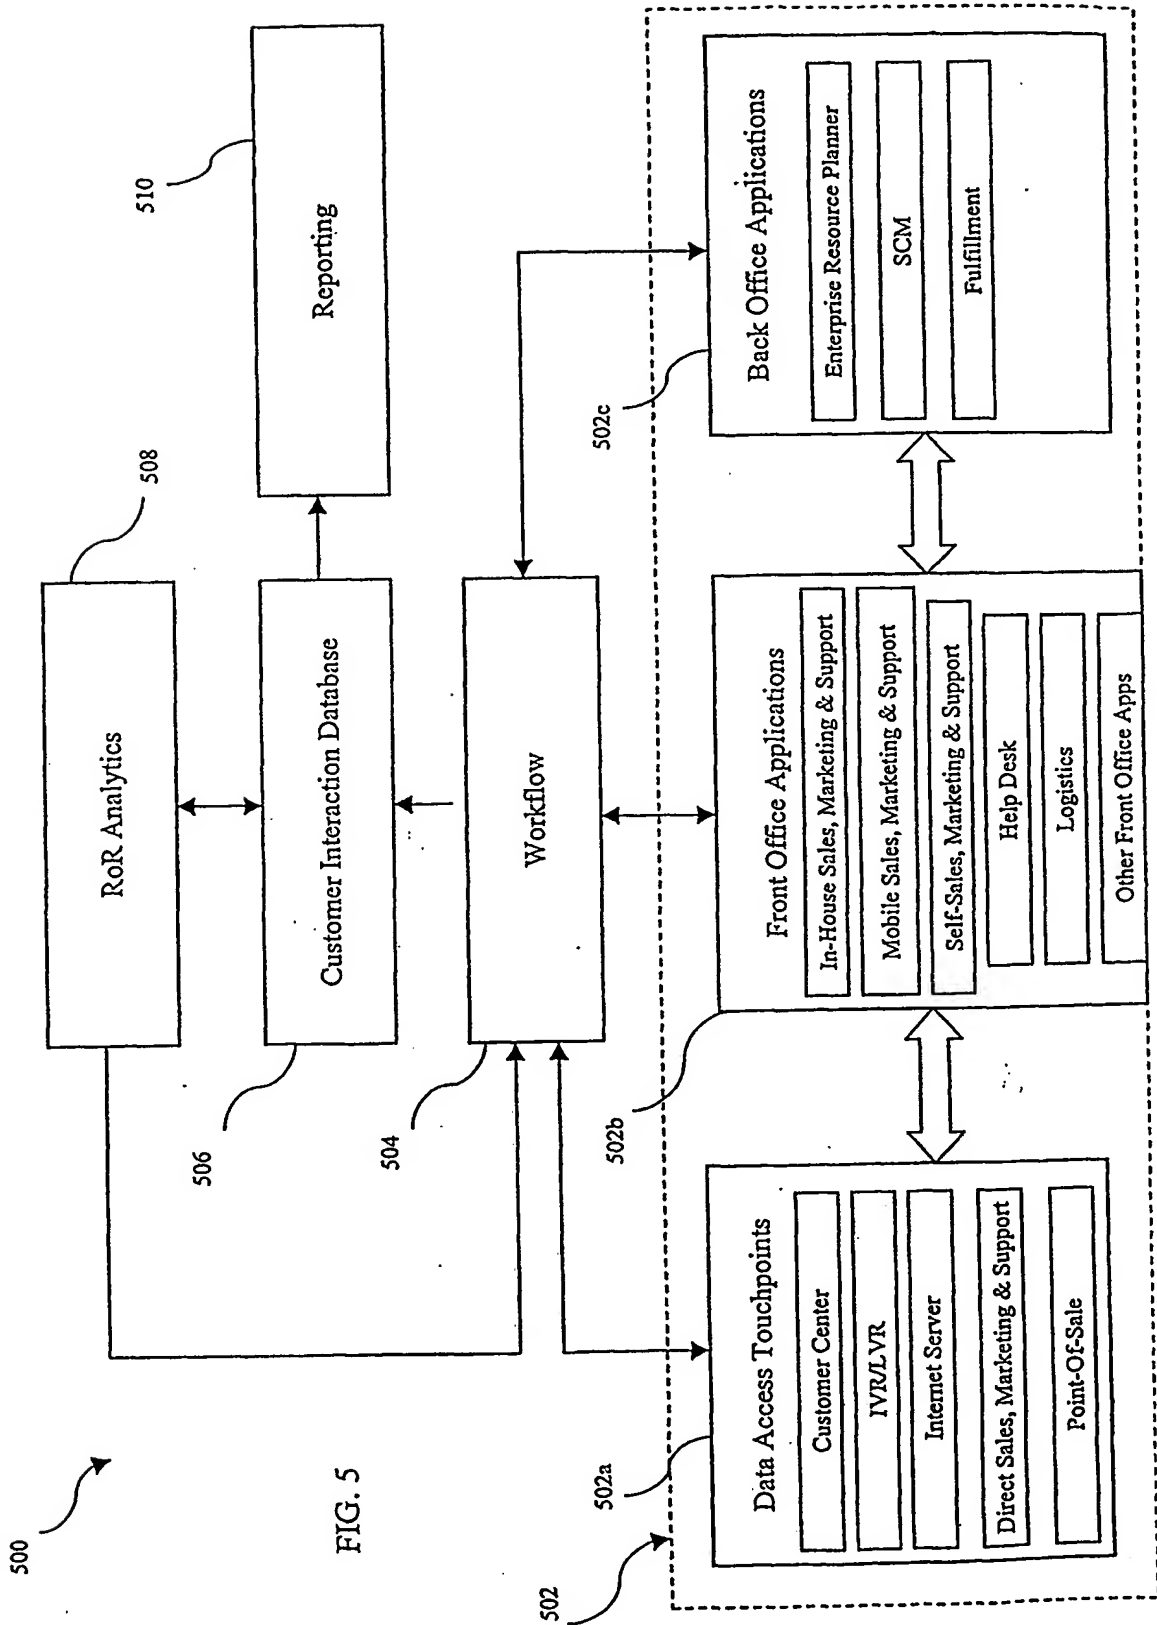 500
FIG. 5
RoR Analytics
508
Customer Interaction Database
506
Reporting
510
Workflow
504
502
502a
Data Access Touchpoints
Customer Center
IVR/LVR
Internet Server
Direct Sales, Marketing & Support
Point-Of-Sale
502b
Front Office Applications
In-House Sales, Marketing & Support
Mobile Sales, Marketing & Support
Self-Sales, Marketing & Support
Help Desk
Logistics
Other Front Office Apps
502c
Back Office Applications
Enterprise Resource Planner
SCM
Fulfillment